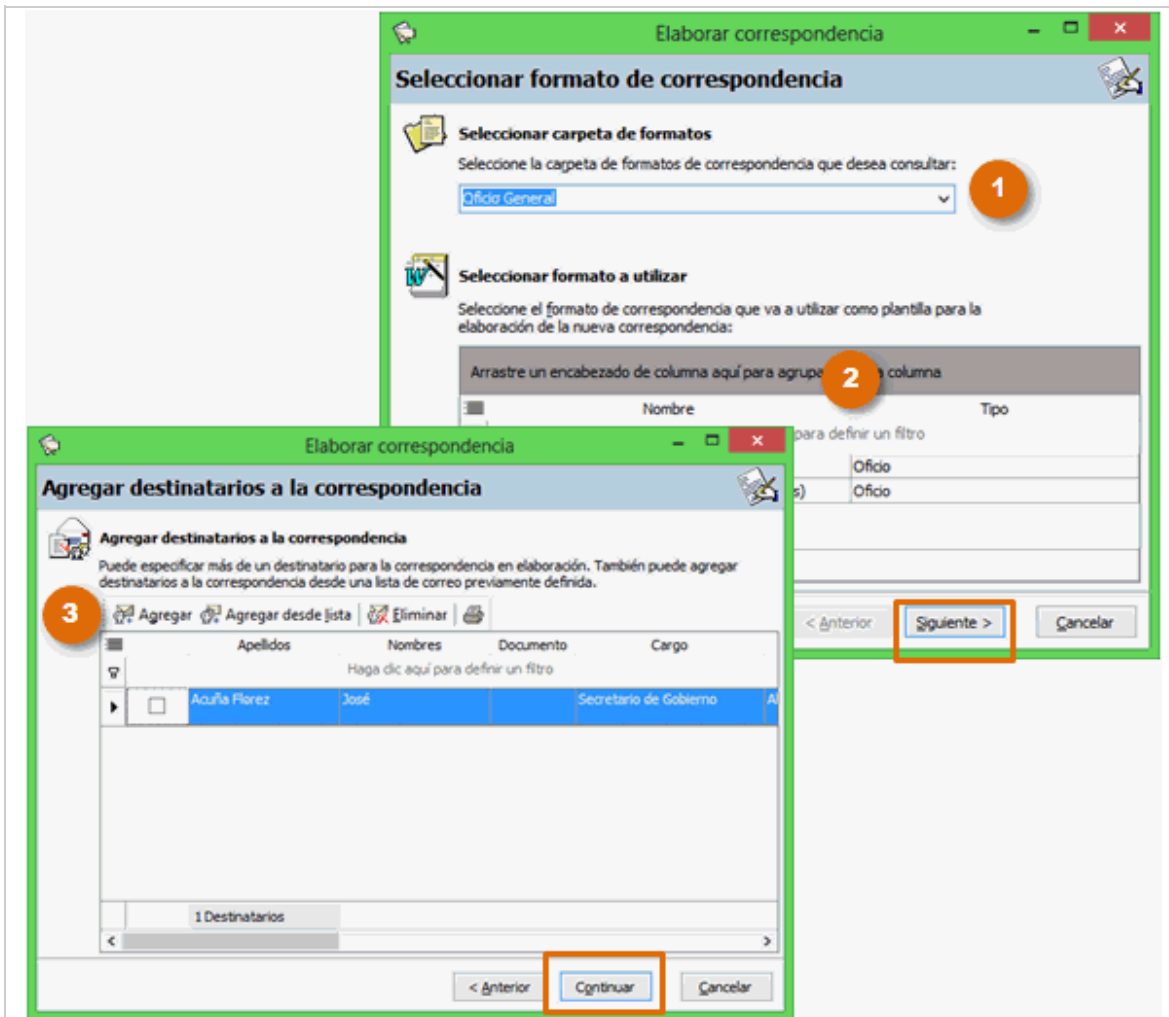 Elaborar correspondencia
Seleccionar formato de correspondencia
Seleccionar carpeta de formatos
Seleccione la carpeta de formatos de correspondencia que desea consultar:
1
Oficio General
Seleccionar formato a utilizar
Seleccione el formato de correspondencia que va a utilizar como plantilla para la
elaboración de la nueva correspondencia:
Arrastre un encabezado de columna aquí para agrupa 2 a columna
Nombre Tipo
para definir un filtro
Oficio
s) Oficio
< Anterior Siguiente > Cancelar
Elaborar correspondencia
Agregar destinatarios a la correspondencia
Agregar destinatarios a la correspondencia
Puede especificar más de un destinatario para la correspondencia en elaboración. También puede agregar
destinatarios a la correspondencia desde una lista de correo previamente definida.
3 Agregar Agregar desde lista Eliminar
Apellidos Nombres Documento Cargo
Haga clic aquí para definir un filtro
Acuña Florez José Secretario de Gobierno Al
1 Destinatarios
< Anterior Continuar Cancelar